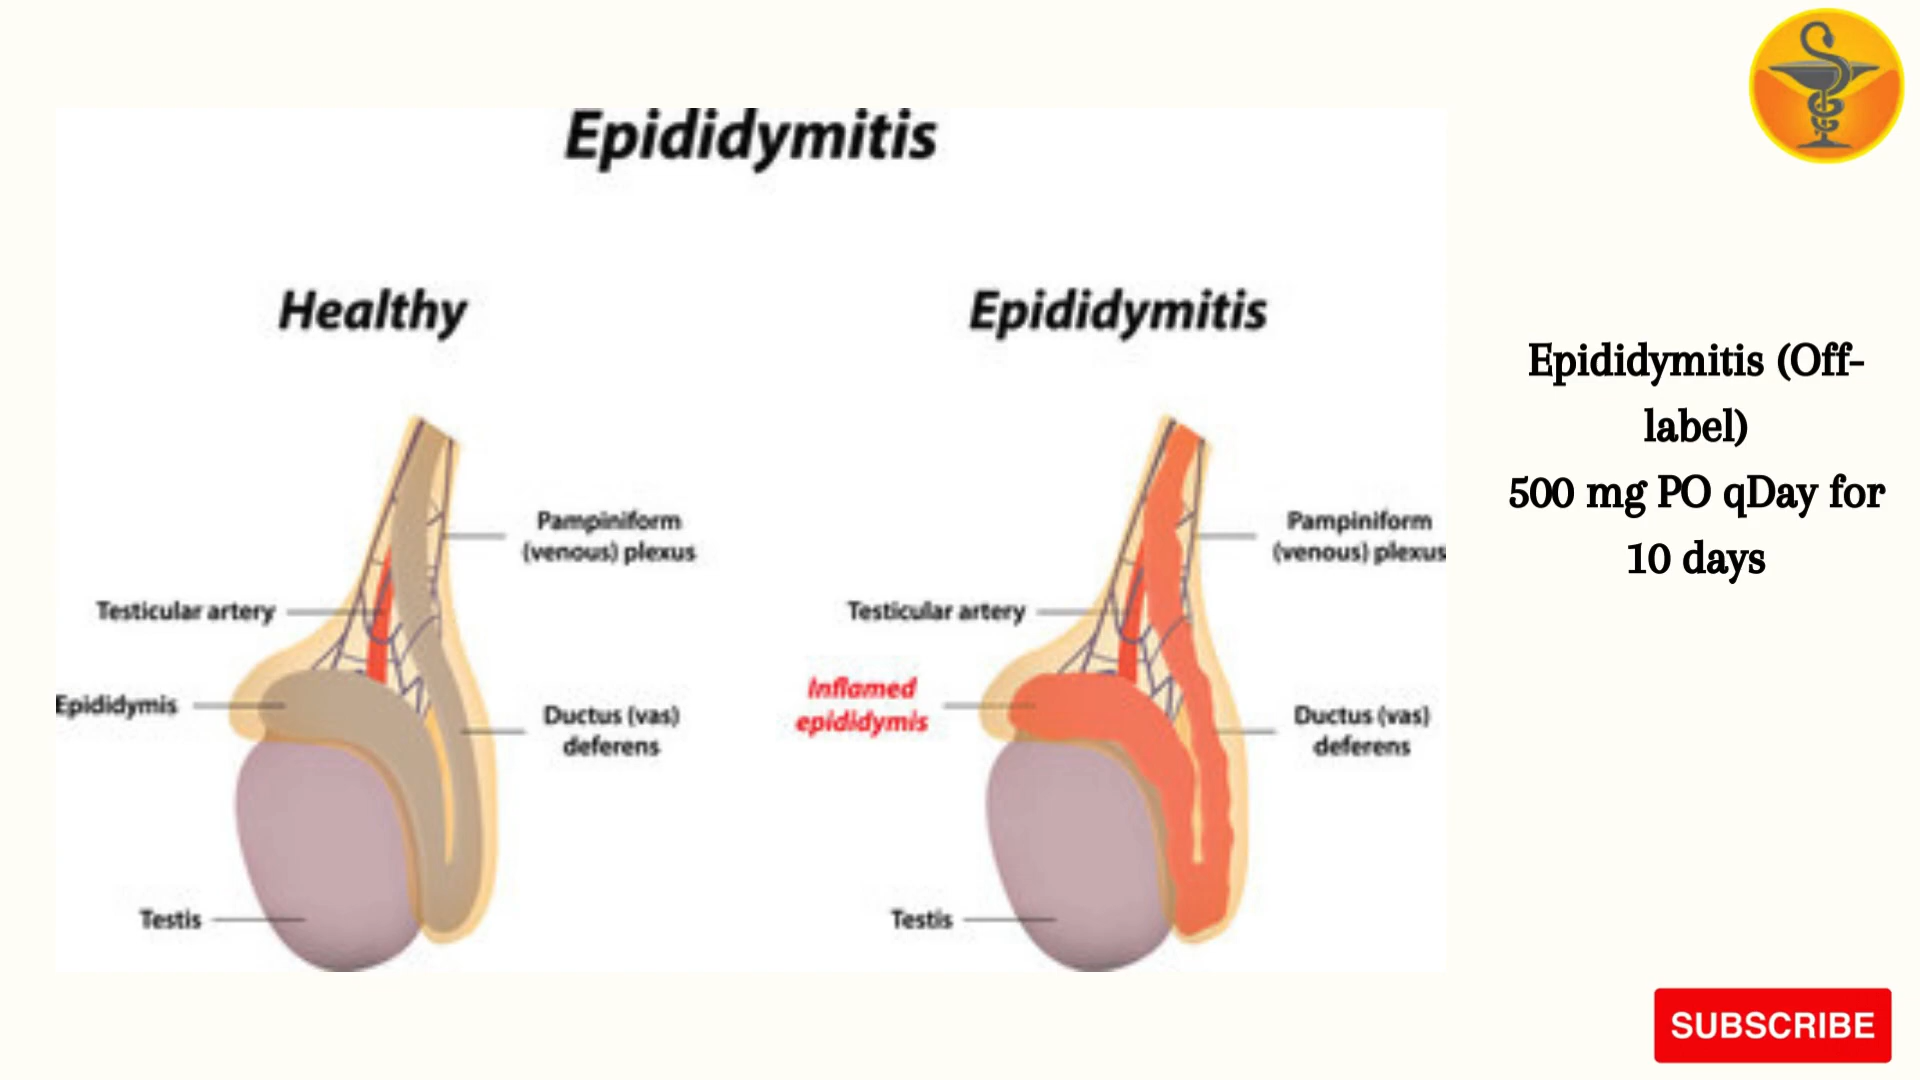 Epididymitis
Healthy
Epididymitis
Pampiniform
(venous) plexus
Testicular artery
Epididymis
Ductus (vas)
deferens
Testis
Pampiniform
(venous) plexus
Testicular artery
Inflamed
epididymis
Ductus (vas)
deferens
Testis
Epididymitis (Off-
label)
500 mg PO qDay for
10 days
SUBSCRIBE